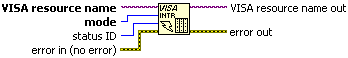 VISA resource name
mode
status ID
error in (no error)
VISA
INTR
VISA resource name out
error out